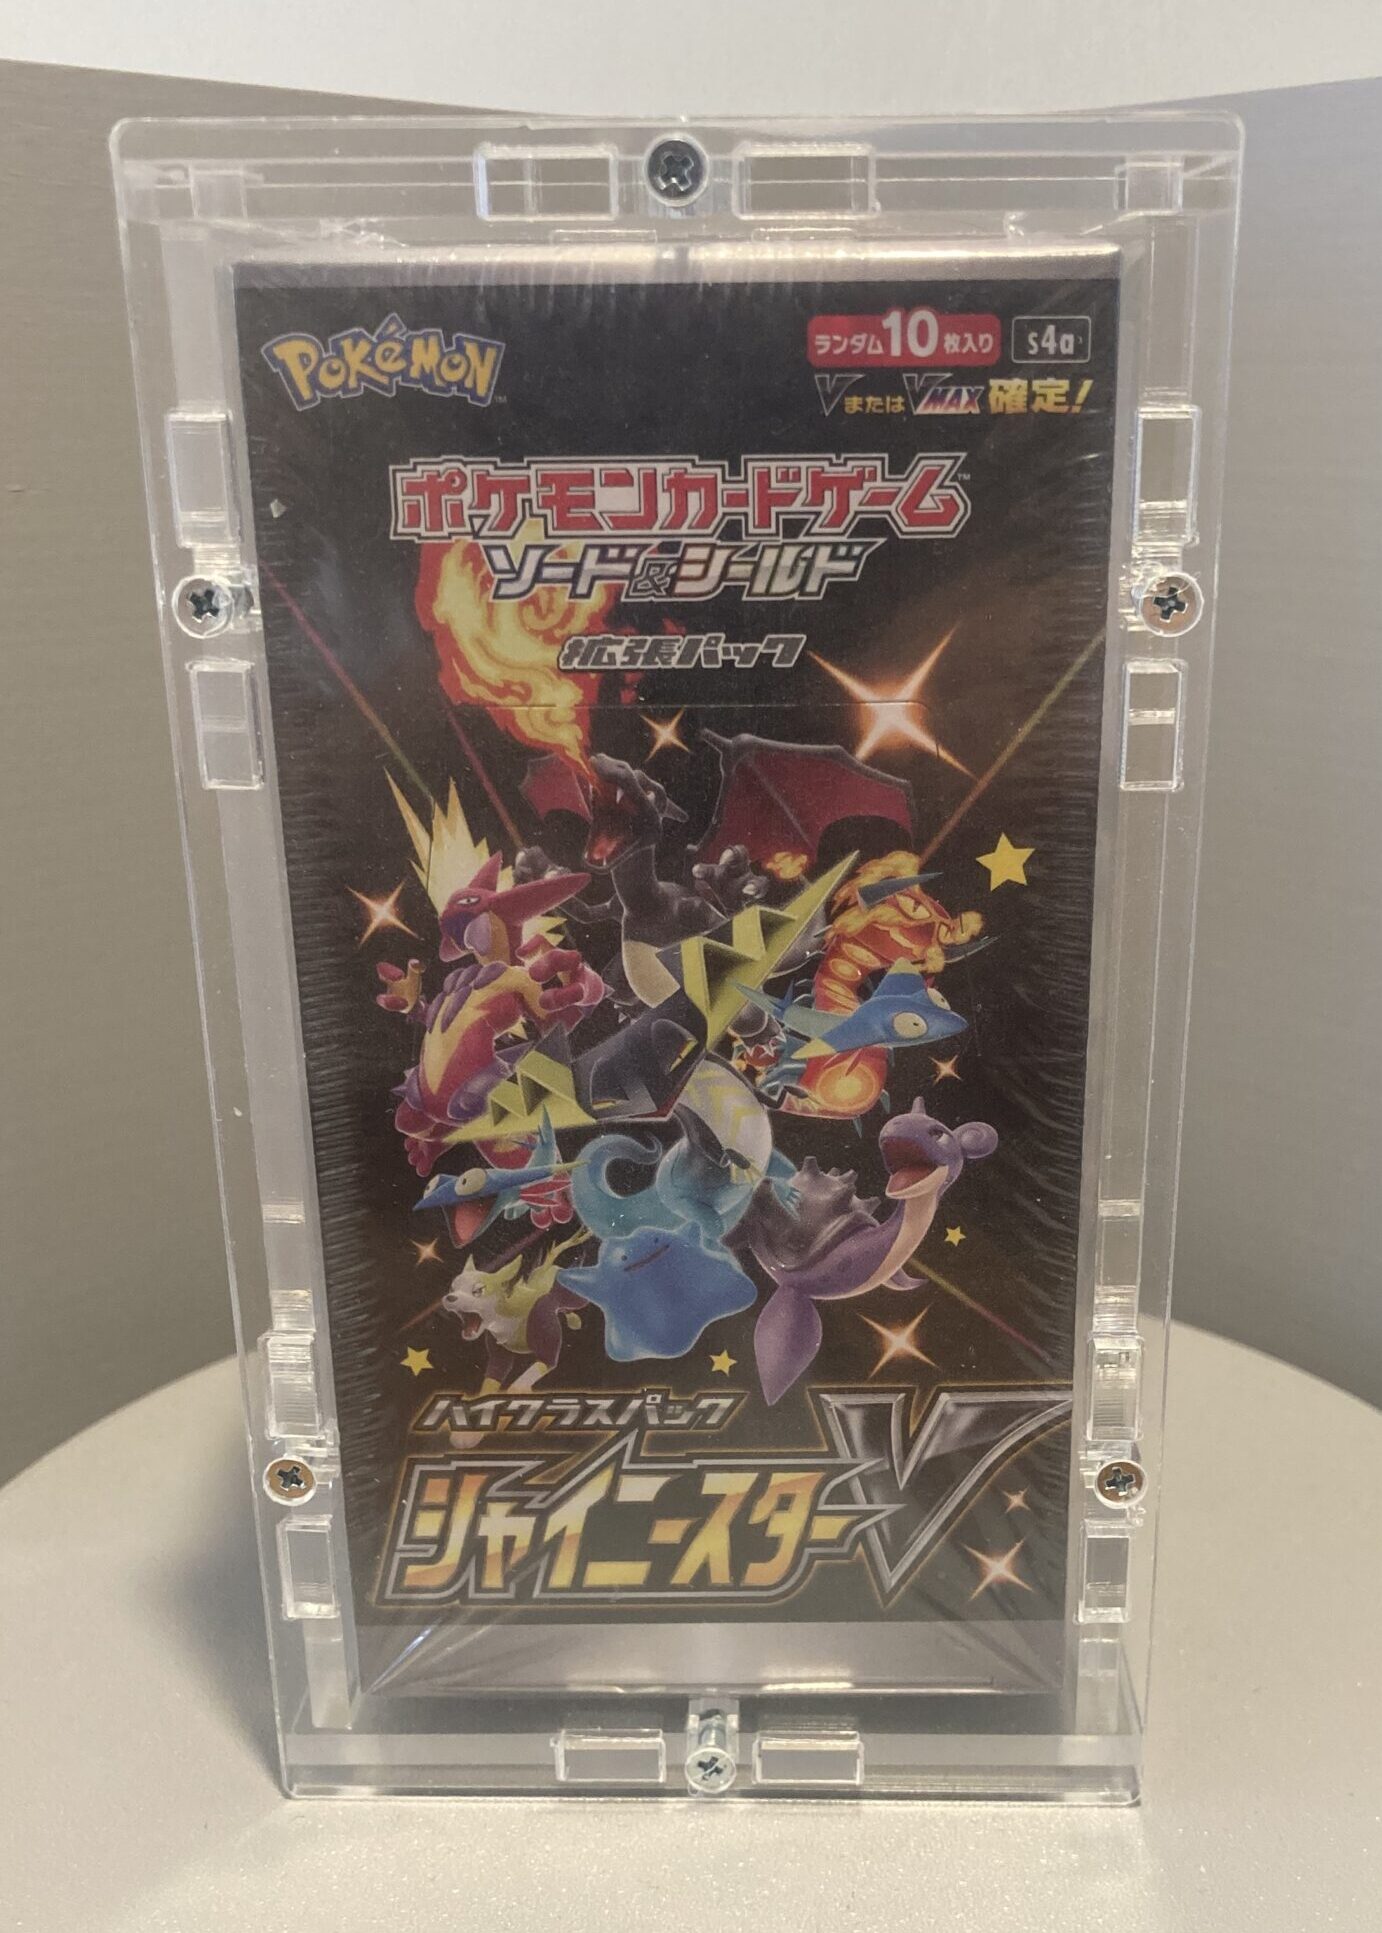 POKéMON™
ランダム10枚入り s4a
VまたはVMAX確定!
ポケモンカードゲーム™
ソード&シールド
拡張パック
ハイクラスパック
シャイニースターV